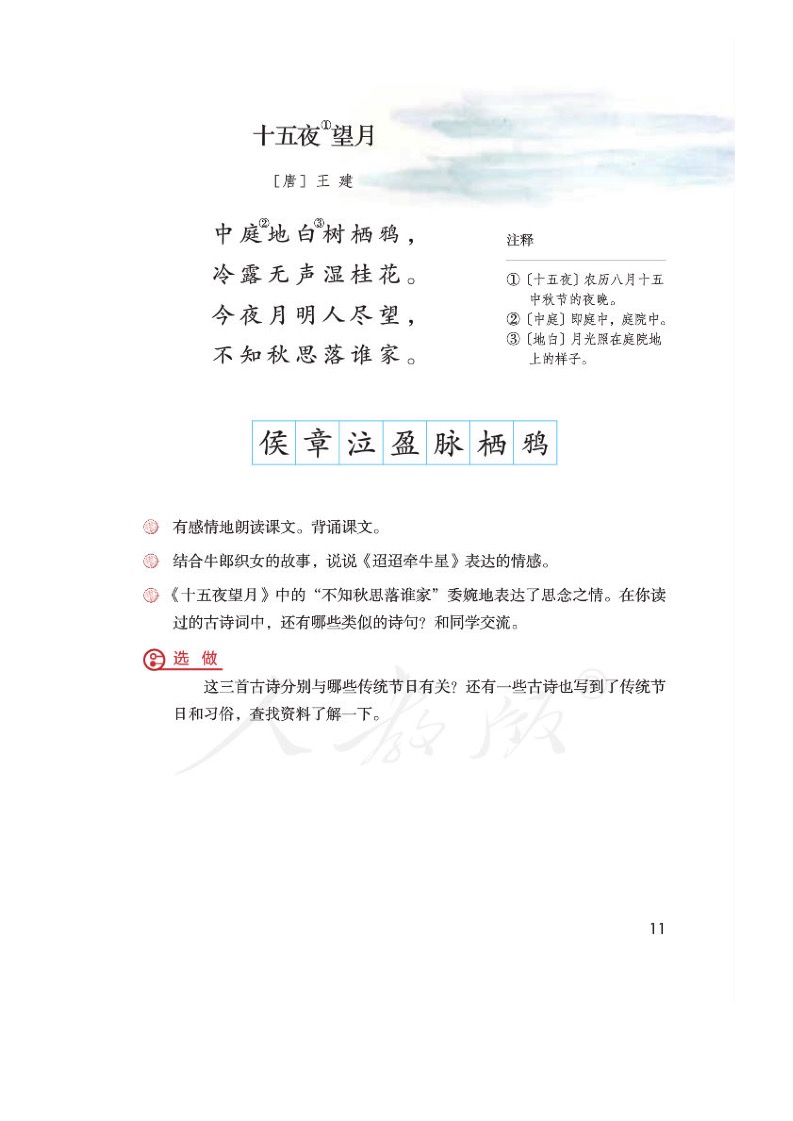 十五夜①望月
[唐] 王 建
中庭②地白③树栖鸦，
冷露无声湿桂花。
今夜月明人尽望，
不知秋思落谁家。
注释
①〔十五夜〕农历八月十五
中秋节的夜晚。
②〔中庭〕即庭中，庭院中。
③〔地白〕月光照在庭院地
上的样子。
侯章泣盈脉栖鸦
有感情地朗读课文。背诵课文。
结合牛郎织女的故事，说说《迢迢牵牛星》表达的情感。
《十五夜望月》中的“不知秋思落谁家”委婉地表达了思念之情。在你读
过的古诗词中，还有哪些类似的诗句？和同学交流。
选 做
这三首古诗分别与哪些传统节日有关？还有一些古诗也写到了传统节
日和习俗，查找资料了解一下。
人教版®
11